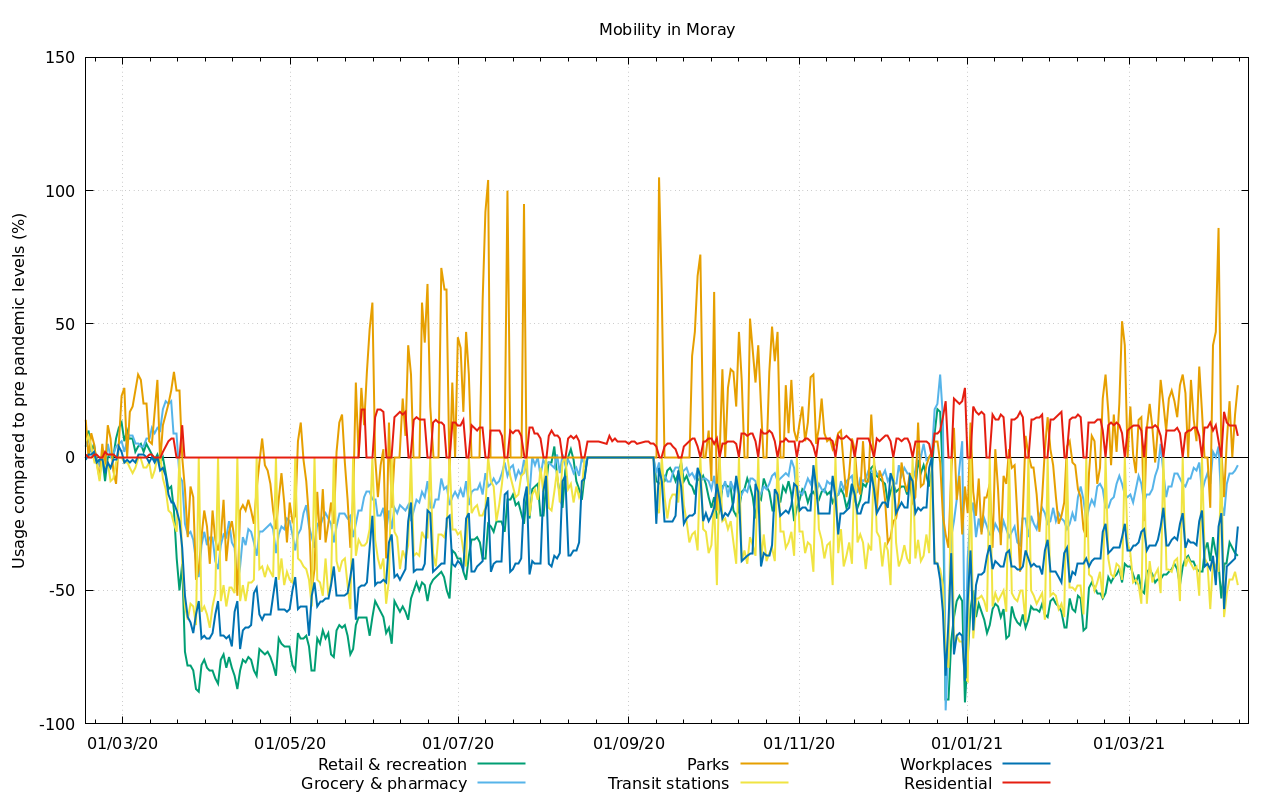 Mobility in Moray
Usage compared to pre pandemic levels (%)
150
100
50
0
-50
-100
01/03/20 01/05/20 01/07/20 01/09/20 01/11/20 01/01/21 01/03/21
Retail & recreation Parks Workplaces
Grocery & pharmacy Transit stations Residential